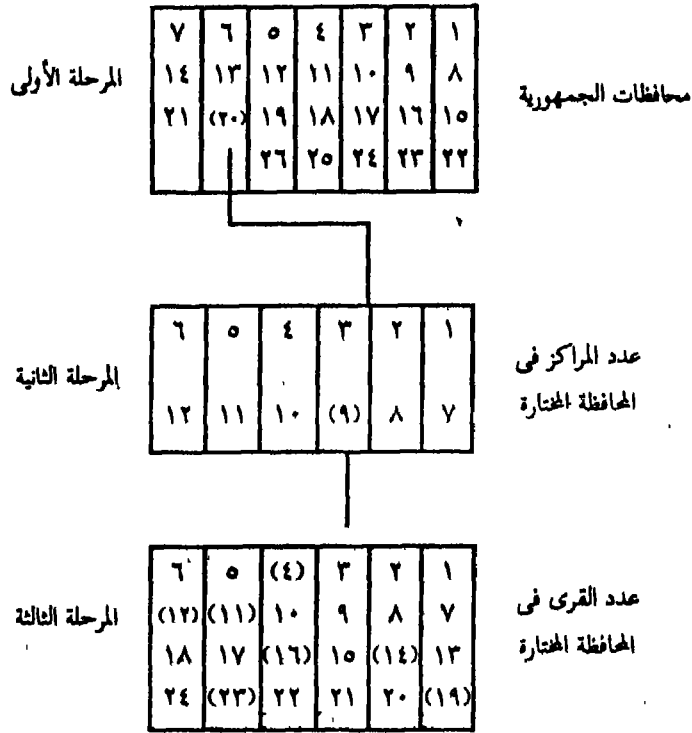 محافظات الجمهورية
المرحلة الأولى
١ ٢ ٣ ٤ ٥ ٦ ٧
٨ ٩ ١٠ ١١ ١٢ ١٣ ١٤
١٥ ١٦ ١٧ ١٨ ١٩ (٢٠) ٢١
٢٢ ٢٣ ٢٤ ٢٥ ٢٦
عدد المراكز فى
المحافظة المختارة
المرحلة الثانية
١ ٢ ٣ ٤ ٥ ٦
٧ ٨ (٩) ١٠ ١١ ١٢
عدد القرى فى
المحافظة المختارة
المرحلة الثالثة
١ ٢ ٣ (٤) ٥ ٦
٧ ٨ ٩ ١٠ (١١) (١٢)
١٣ (١٤) ١٥ (١٦) ١٧ ١٨
(١٩) ٢٠ ٢١ ٢٢ (٢٣) ٢٤